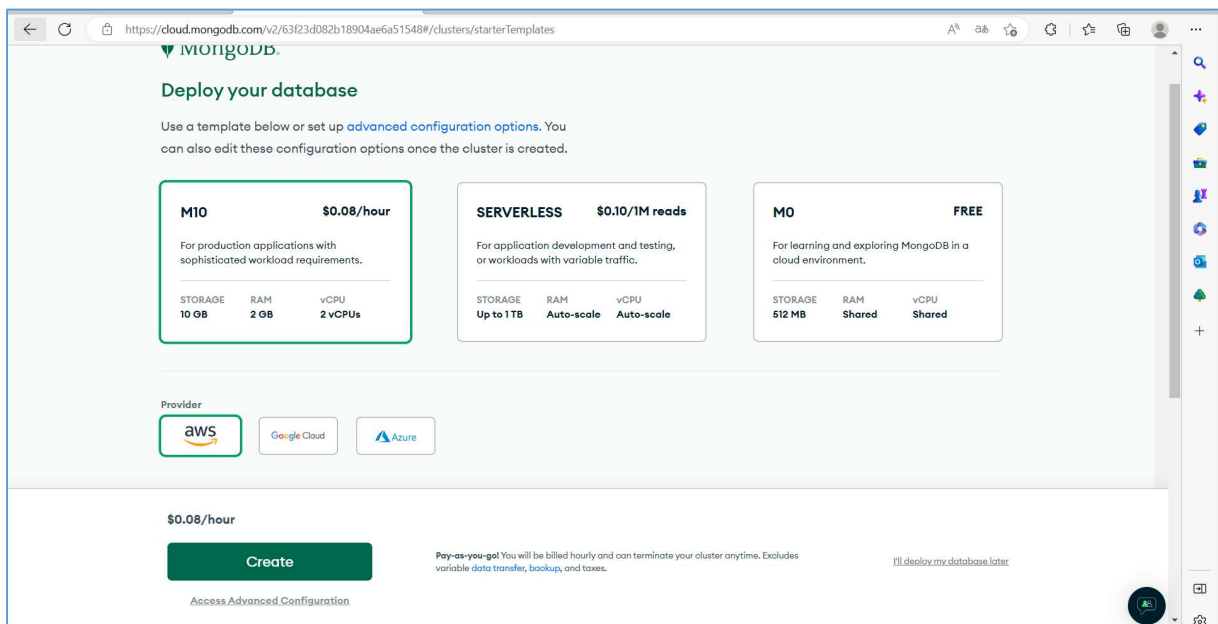 https://cloud.mongodb.com/v2/63f23d082b18904ae6a51548#/clusters/starterTemplates
MongoDB.
Deploy your database
Use a template below or set up advanced configuration options. You
can also edit these configuration options once the cluster is created.
M10 $0.08/hour
For production applications with
sophisticated workload requirements.
STORAGE RAM vCPU
10 GB 2 GB 2 vCPUs
SERVERLESS $0.10/1M reads
For application development and testing,
or workloads with variable traffic.
STORAGE RAM vCPU
Up to 1 TB Auto-scale Auto-scale
M0 FREE
For learning and exploring MongoDB in a
cloud environment.
STORAGE RAM vCPU
512 MB Shared Shared
Provider
aws
Google Cloud
Azure
$0.08/hour
Create
Access Advanced Configuration
Pay-as-you-go! You will be billed hourly and can terminate your cluster anytime. Excludes
variable data transfer, backup, and taxes.
I'll deploy my database later